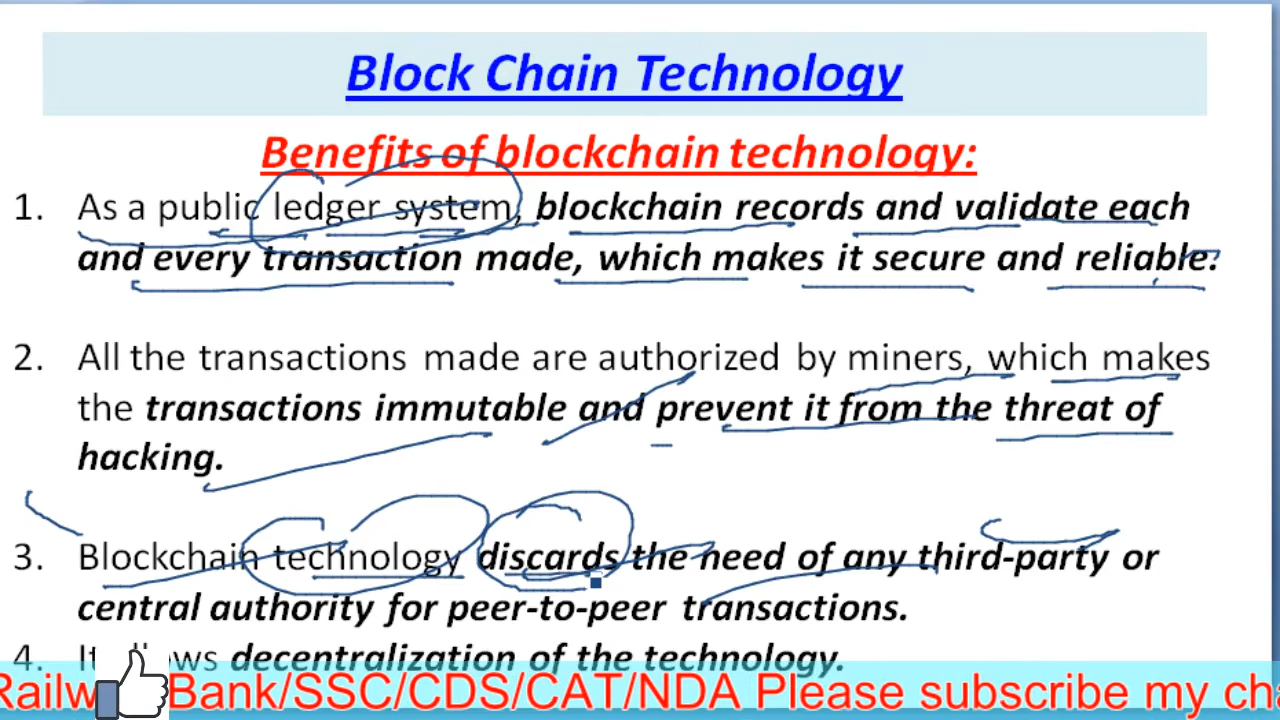 Block Chain Technology
Benefits of blockchain technology:
1. As a public ledger system, blockchain records and validate each
and every transaction made, which makes it secure and reliable.
2. All the transactions made are authorized by miners, which makes
the transactions immutable and prevent it from the threat of
hacking.
3. Blockchain technology discards the need of any third-party or
central authority for peer-to-peer transactions.
4. It allows decentralization of the technology.
Bank/SSC/CDS/CAT/NDA Please subscribe my